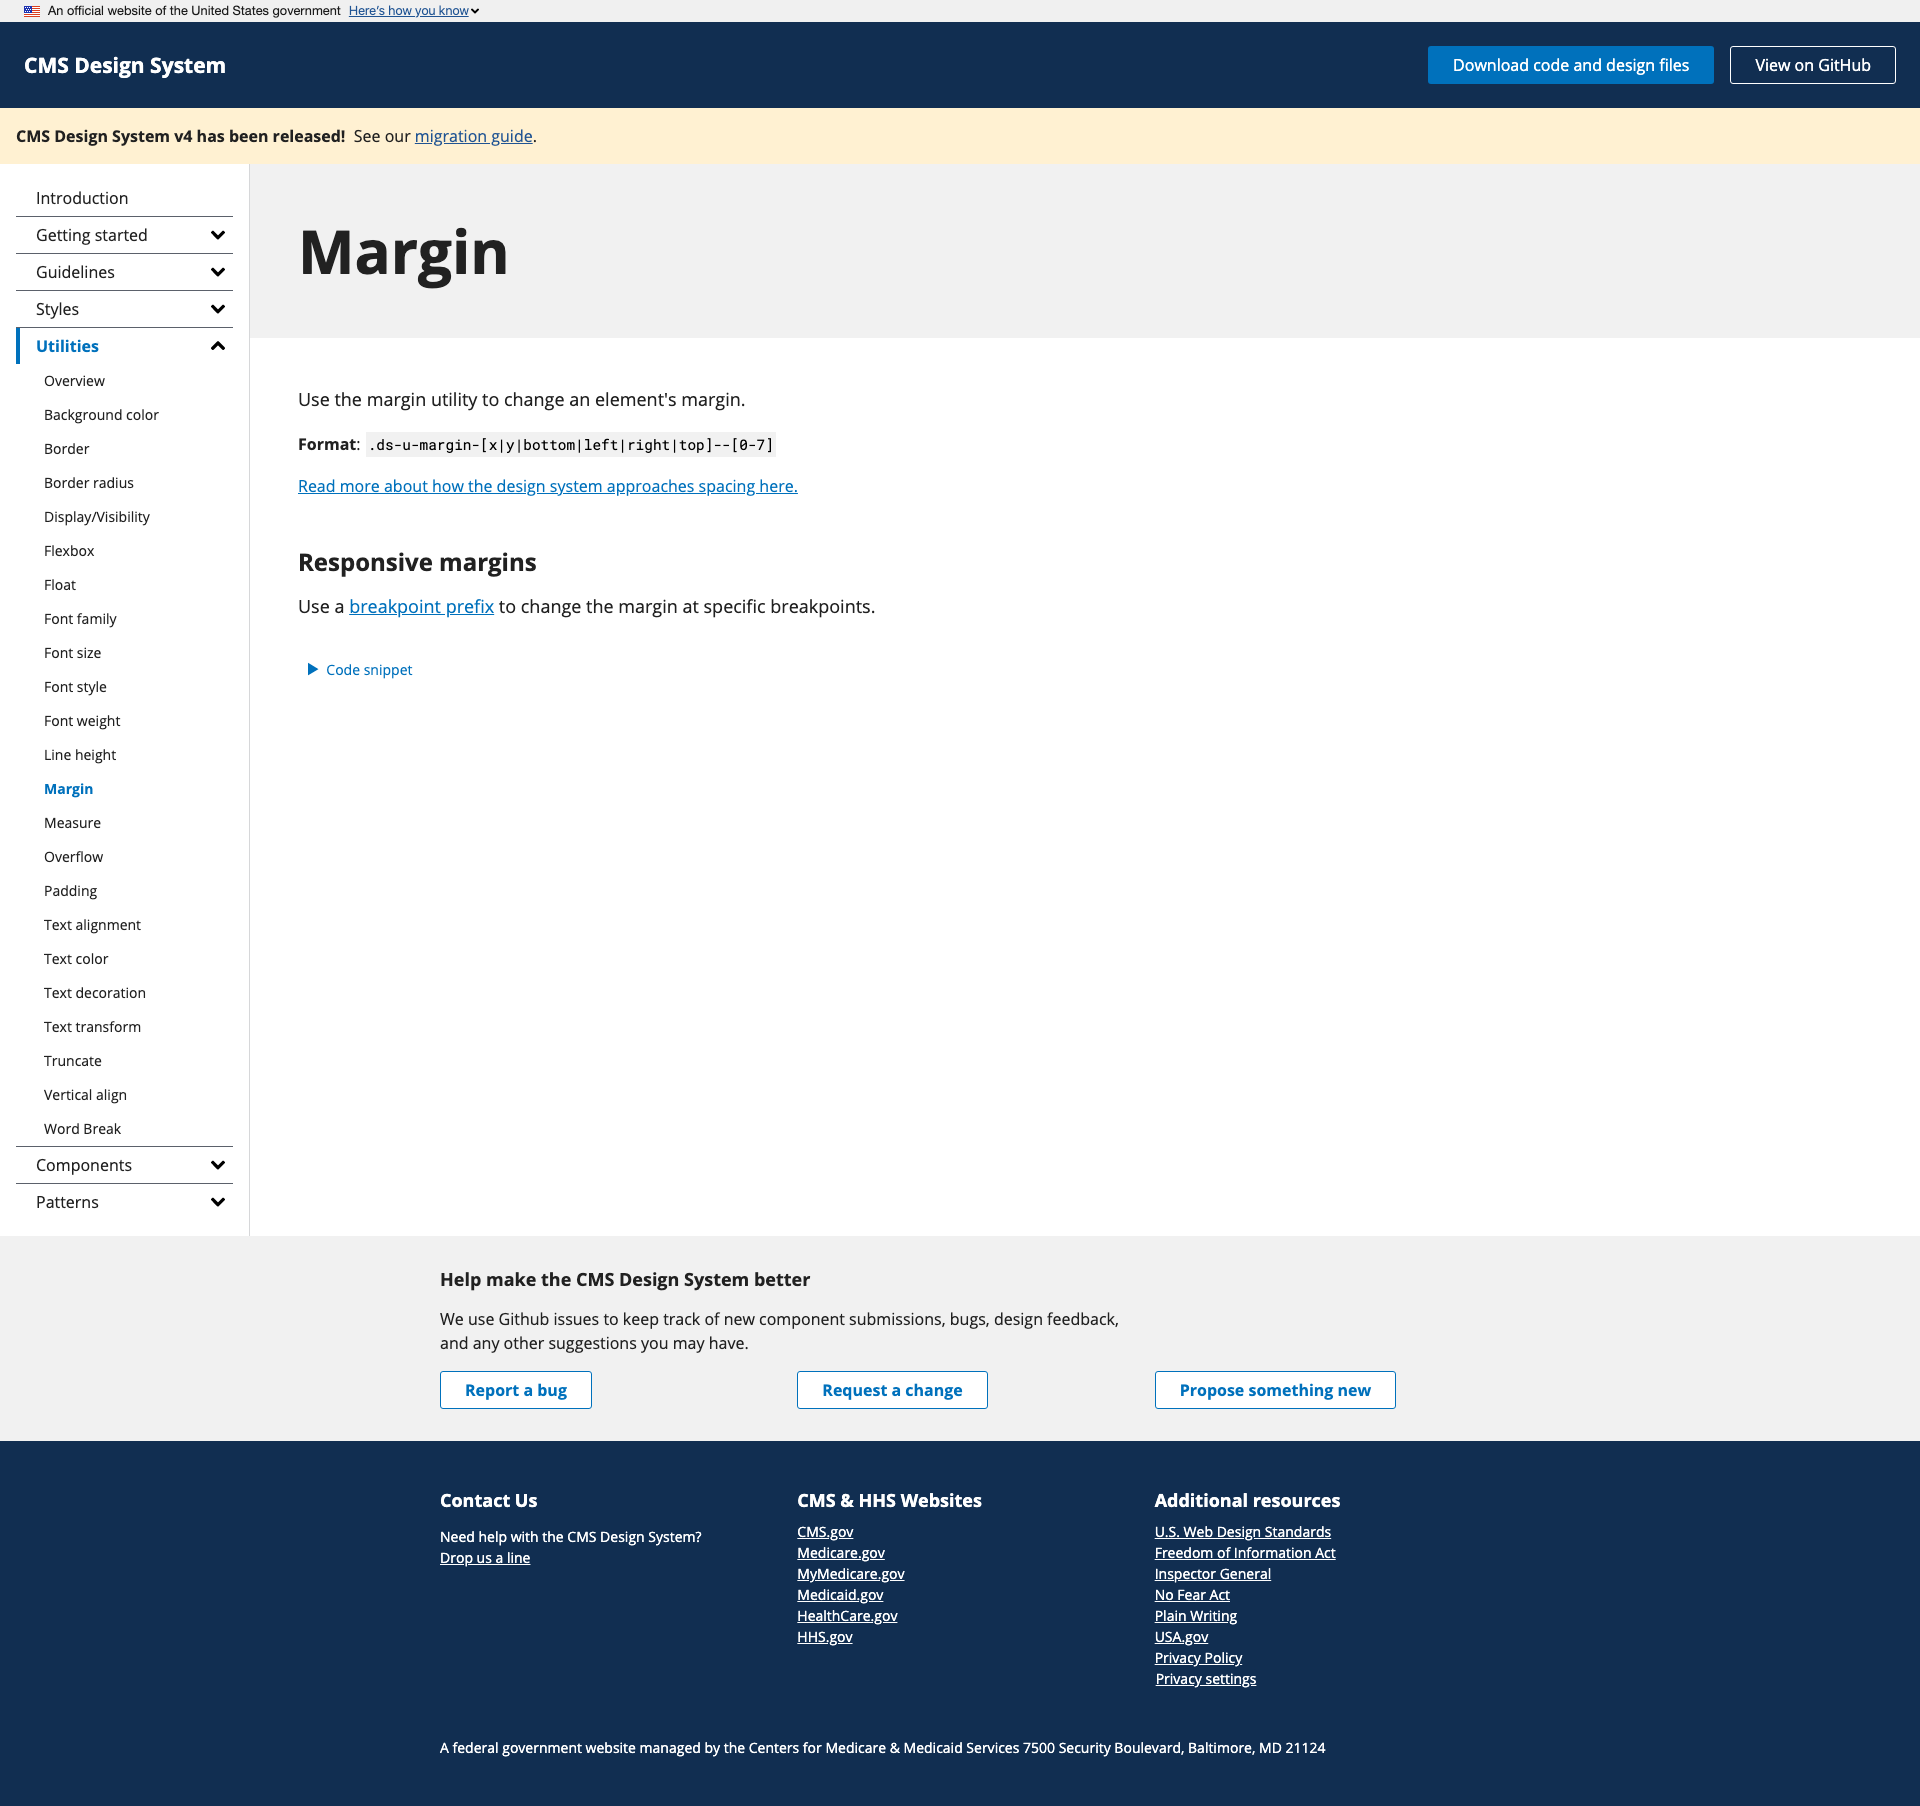 An official website of the United States government Here's how you know
CMS Design System
Download code and design files
View on GitHub
CMS Design System v4 has been released! See our migration guide.
Introduction
Getting started
Guidelines
Styles
Utilities
Overview
Background color
Border
Border radius
Display/Visibility
Flexbox
Float
Font family
Font size
Font style
Font weight
Line height
Margin
Measure
Overflow
Padding
Text alignment
Text color
Text decoration
Text transform
Truncate
Vertical align
Word Break
Components
Patterns
Margin
Use the margin utility to change an element's margin.
Format: .ds-u-margin-[x|y|bottom|left|right|top]--[0-7]
Read more about how the design system approaches spacing here.
Responsive margins
Use a breakpoint prefix to change the margin at specific breakpoints.
Code snippet
Help make the CMS Design System better
We use Github issues to keep track of new component submissions, bugs, design feedback,
and any other suggestions you may have.
Report a bug
Request a change
Propose something new
Contact Us
Need help with the CMS Design System?
Drop us a line
CMS & HHS Websites
CMS.gov
Medicare.gov
MyMedicare.gov
Medicaid.gov
HealthCare.gov
HHS.gov
Additional resources
U.S. Web Design Standards
Freedom of Information Act
Inspector General
No Fear Act
Plain Writing
USA.gov
Privacy Policy
Privacy settings
A federal government website managed by the Centers for Medicare & Medicaid Services 7500 Security Boulevard, Baltimore, MD 21124